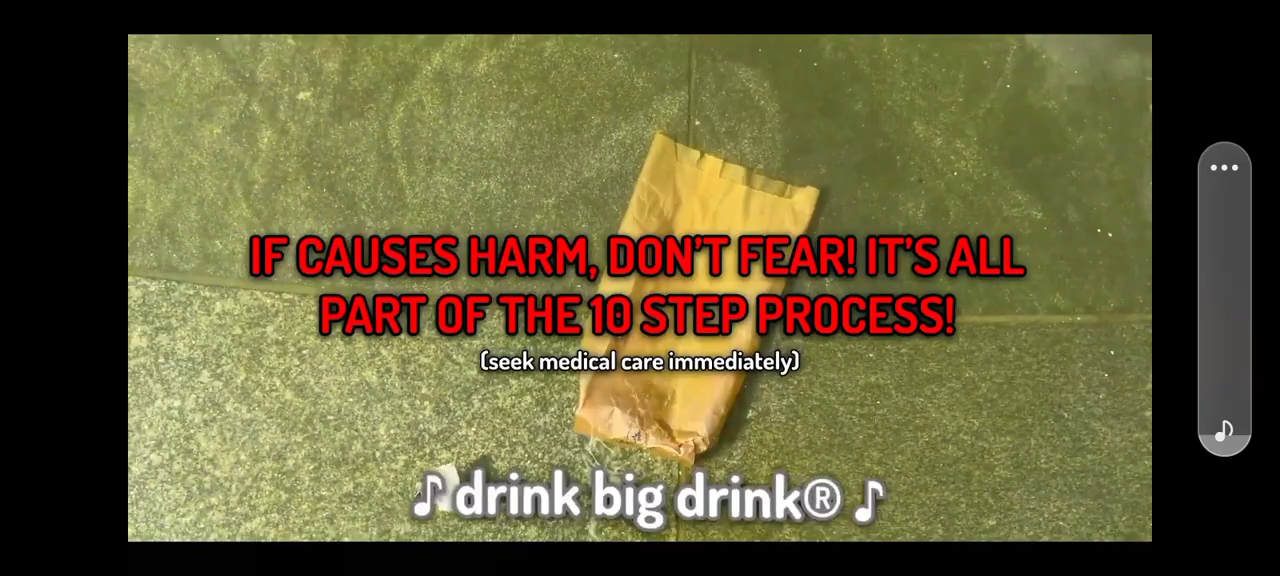 IF CAUSES HARM, DON'T FEAR! IT'S ALL
PART OF THE 10 STEP PROCESS!
(seek medical care immediately)
♪ drink big drink® ♪